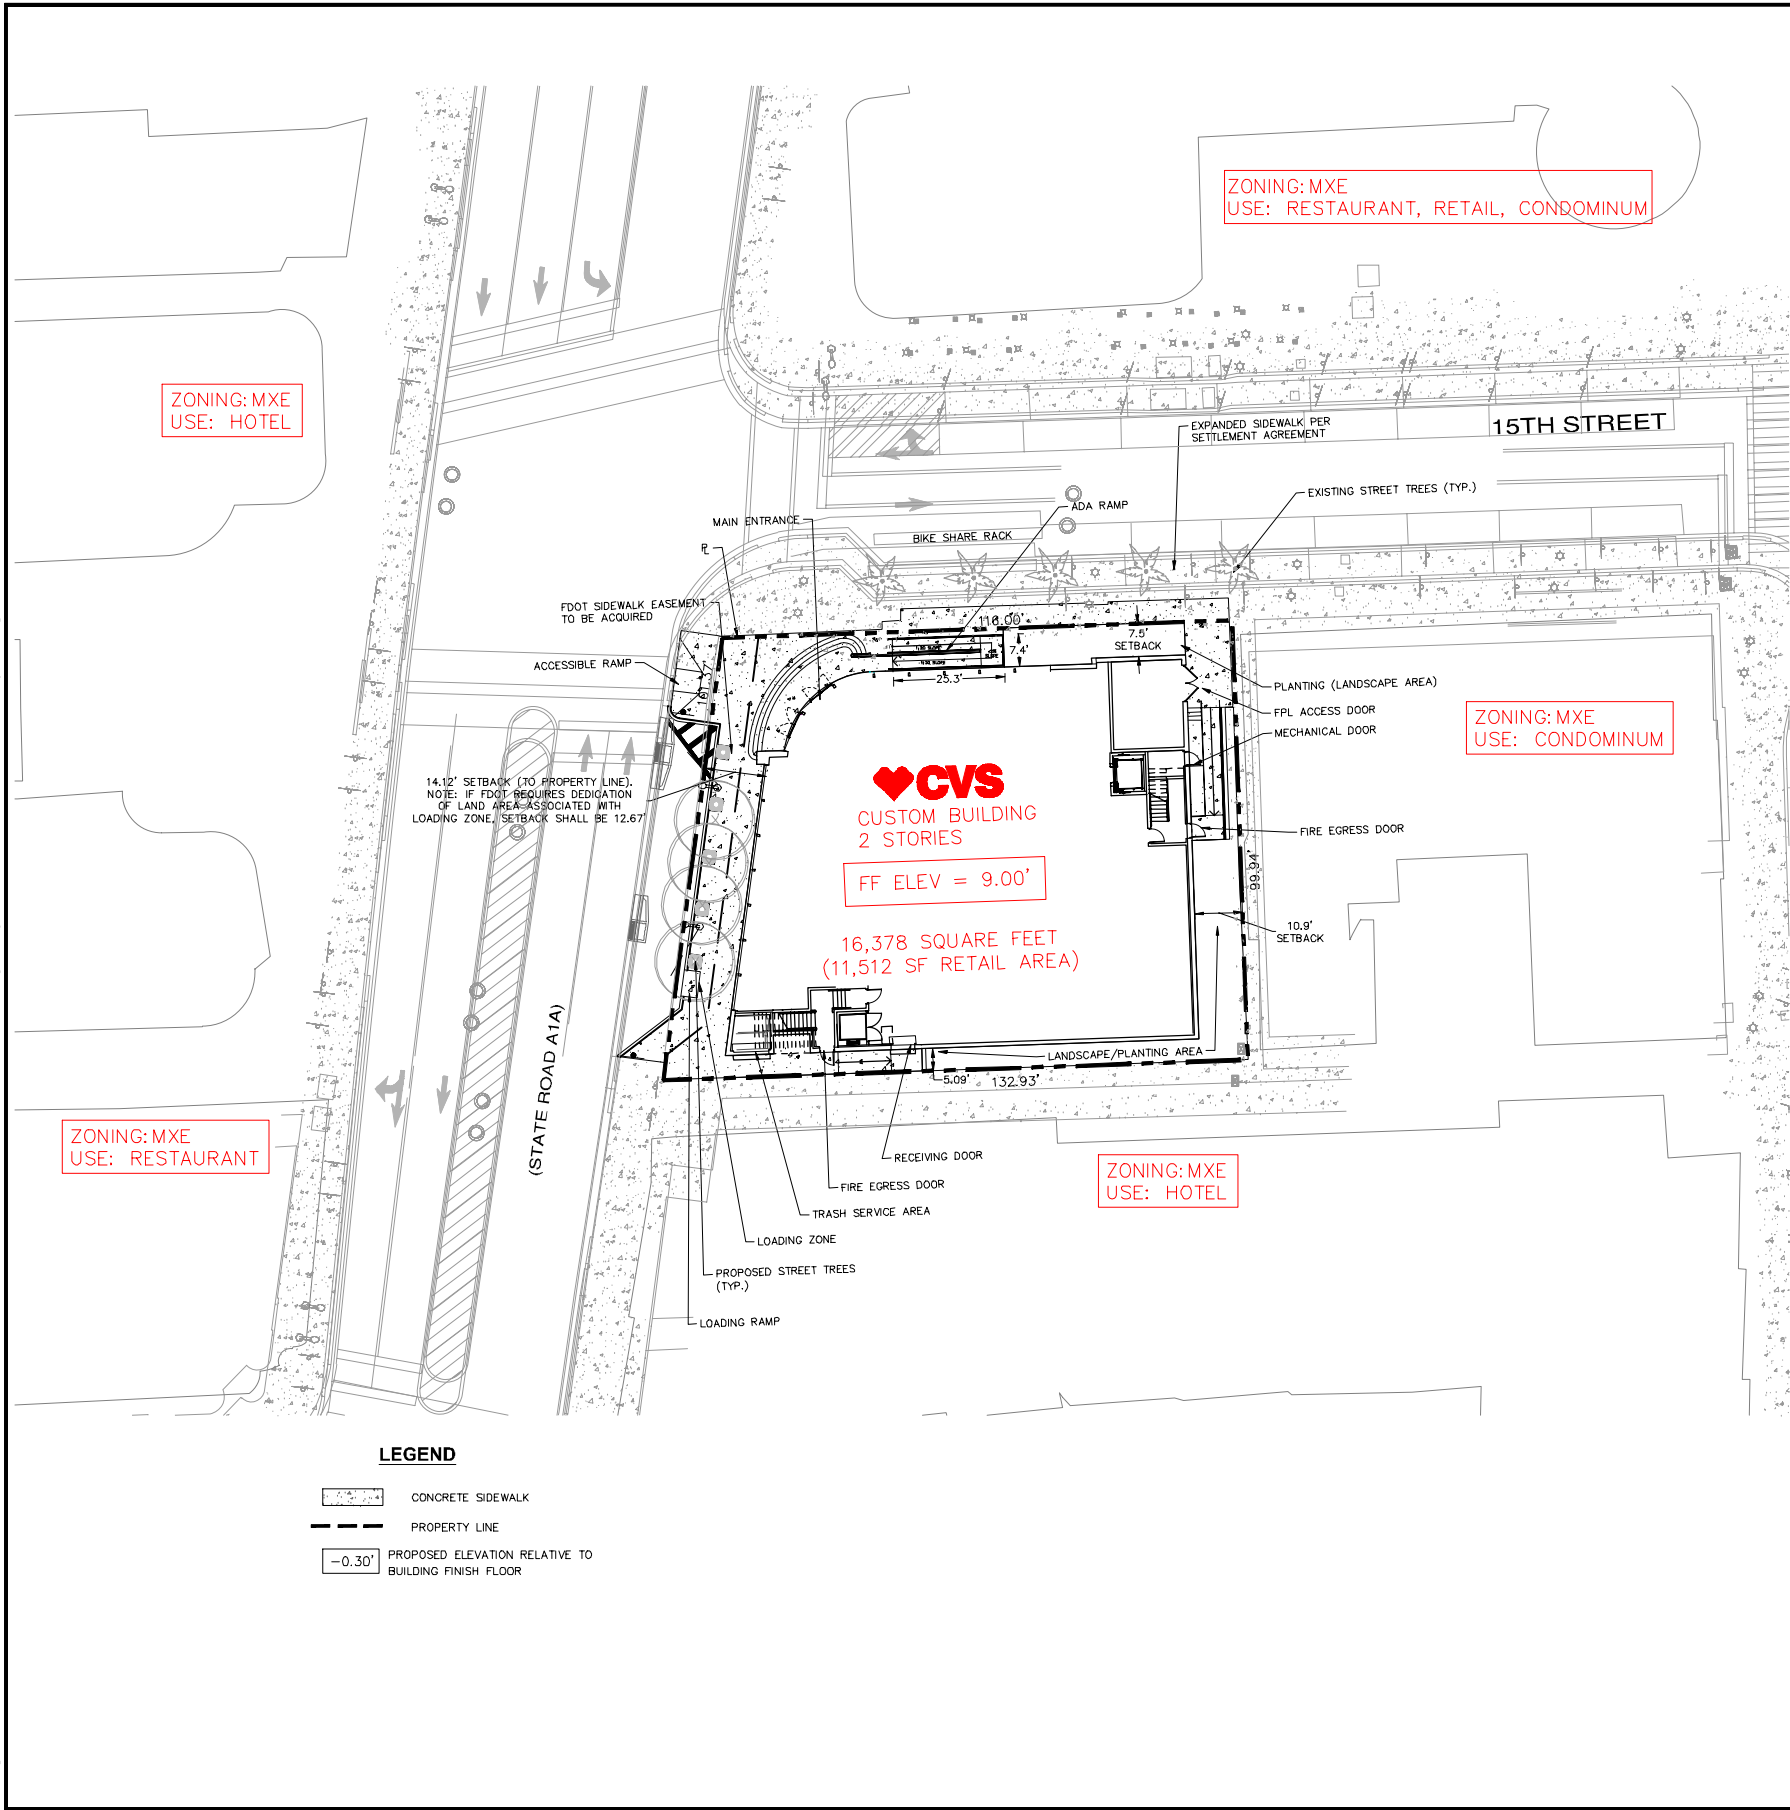 ZONING: MXE
USE: RESTAURANT, RETAIL, CONDOMINUM
ZONING: MXE
USE: HOTEL
EXPANDED SIDEWALK PER
SETTLEMENT AGREEMENT
15TH STREET
EXISTING STREET TREES (TYP.)
ADA RAMP
MAIN ENTRANCE
BIKE SHARE RACK
FDOT SIDEWALK EASEMENT
TO BE ACQUIRED
116.00'
7.5'
SETBACK
7.4'
ACCESSIBLE RAMP
25.3'
PLANTING (LANDSCAPE AREA)
FPL ACCESS DOOR
MECHANICAL DOOR
ZONING: MXE
USE: CONDOMINUM
14.12' SETBACK (TO PROPERTY LINE).
NOTE: IF FDOT REQUIRES DEDICATION
OF LAND AREA ASSOCIATED WITH
LOADING ZONE, SETBACK SHALL BE 12.67'
CVS
CUSTOM BUILDING
2 STORIES
FIRE EGRESS DOOR
FF ELEV = 9.00'
99.94'
16,378 SQUARE FEET
(11,512 SF RETAIL AREA)
10.9'
SETBACK
(STATE ROAD A1A)
LANDSCAPE/PLANTING AREA
5.09'
132.93'
ZONING: MXE
USE: RESTAURANT
RECEIVING DOOR
FIRE EGRESS DOOR
TRASH SERVICE AREA
LOADING ZONE
PROPOSED STREET TREES
(TYP.)
LOADING RAMP
ZONING: MXE
USE: HOTEL
LEGEND
CONCRETE SIDEWALK
PROPERTY LINE
-0.30'
PROPOSED ELEVATION RELATIVE TO
BUILDING FINISH FLOOR